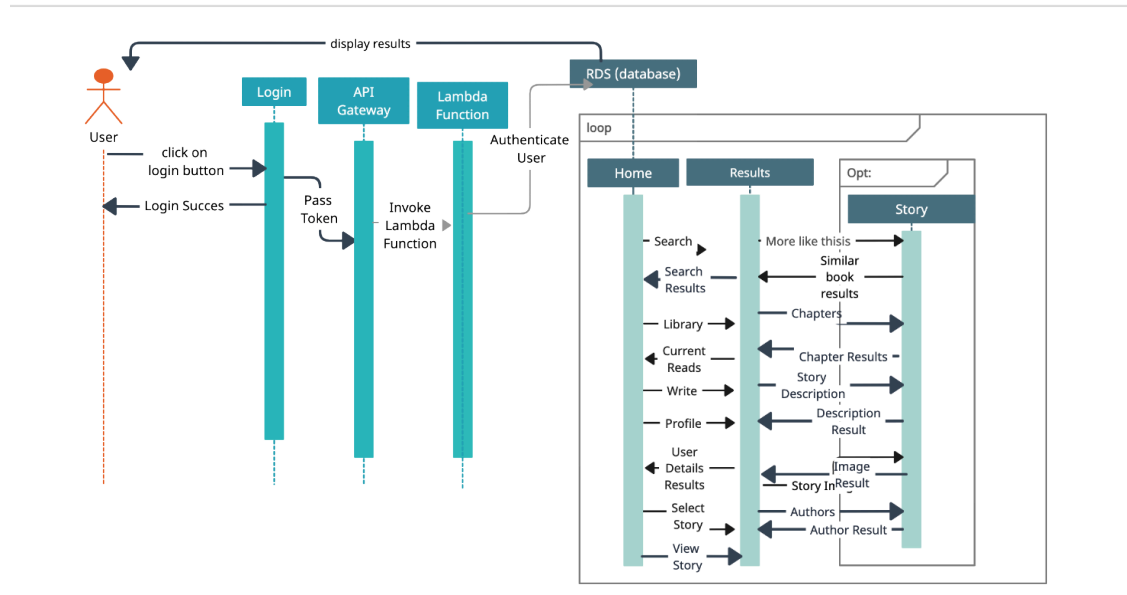 display results
RDS (database)
Login
API
Gateway
Lambda
Function
User
click on
login button
Login Succes
Pass
Token
Invoke
Lambda
Function
Authenticate
User
loop
Home
Results
Opt:
Story
Search
More like thisis
Search
Results
Similar
book
results
Library
Chapters
Current
Reads
Chapter Results
Write
Story
Description
Profile
Description
Result
User
Details
Results
Image
Result
Story
Select
Story
Authors
Author Result
View
Story